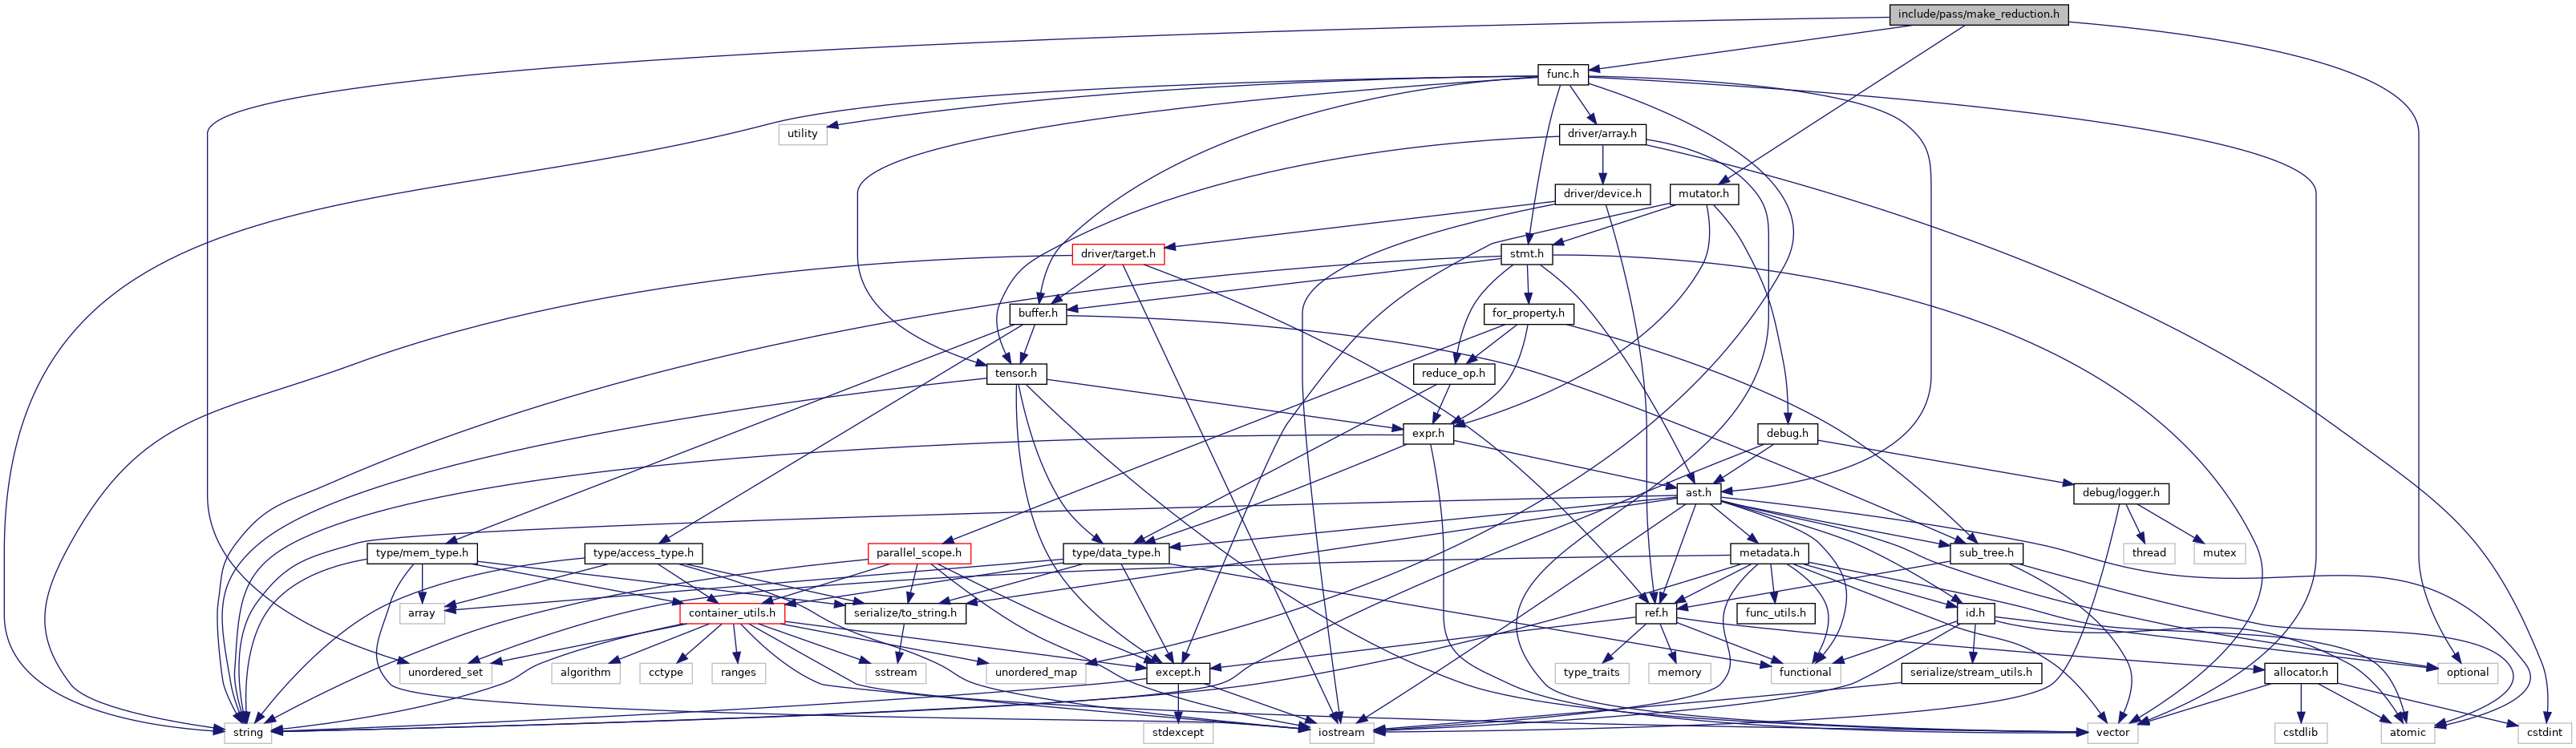 include/pass/make_reduction.h
func.h
utility
driver/array.h
driver/device.h
mutator.h
driver/target.h
stmt.h
buffer.h
for_property.h
tensor.h
reduce_op.h
expr.h
debug.h
ast.h
debug/logger.h
type/mem_type.h
type/access_type.h
parallel_scope.h
type/data_type.h
metadata.h
sub_tree.h
thread
mutex
array
container_utils.h
serialize/to_string.h
ref.h
func_utils.h
id.h
unordered_set
algorithm
cctype
ranges
sstream
unordered_map
except.h
type_traits
memory
functional
serialize/stream_utils.h
allocator.h
optional
string
stdexcept
iostream
vector
cstdlib
atomic
cstdint